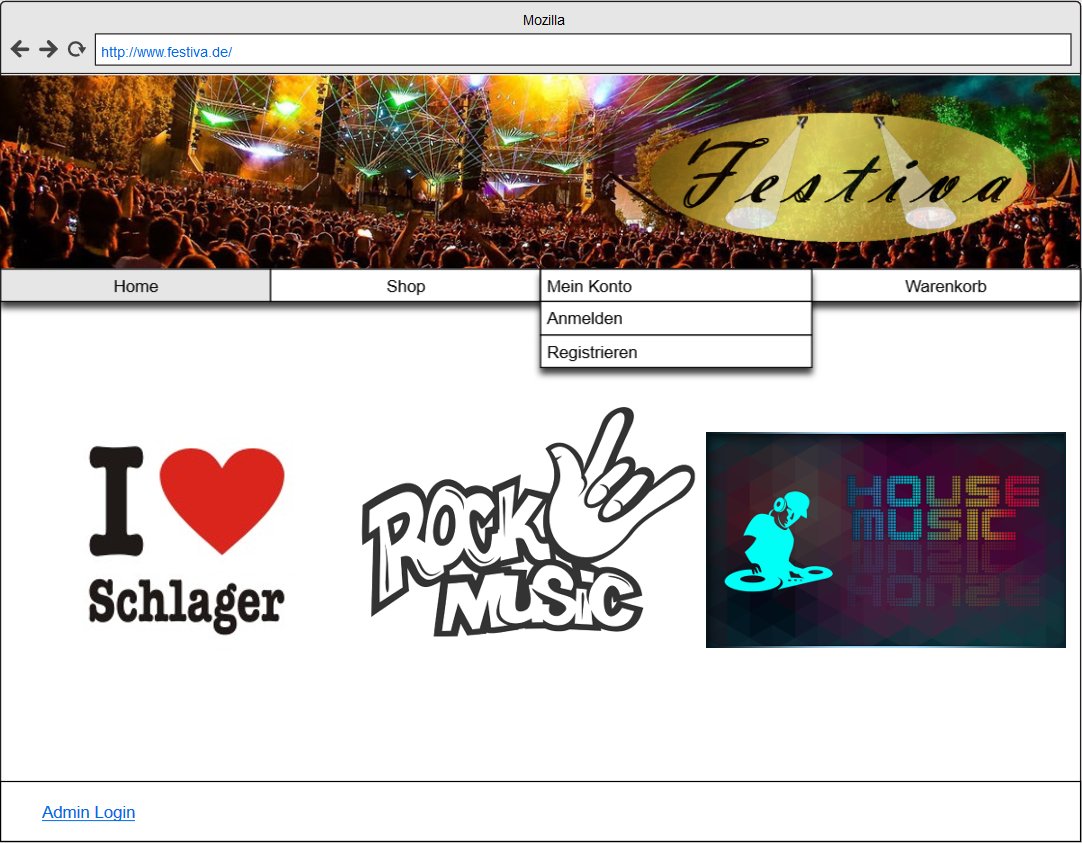 Mozilla
http://www.festiva.de/
Festiva
Home
Shop
Mein Konto
Warenkorb
Anmelden
Registrieren
I
Schlager
ROCK
MUSIC
HOUSE
MUSIC
Admin Login